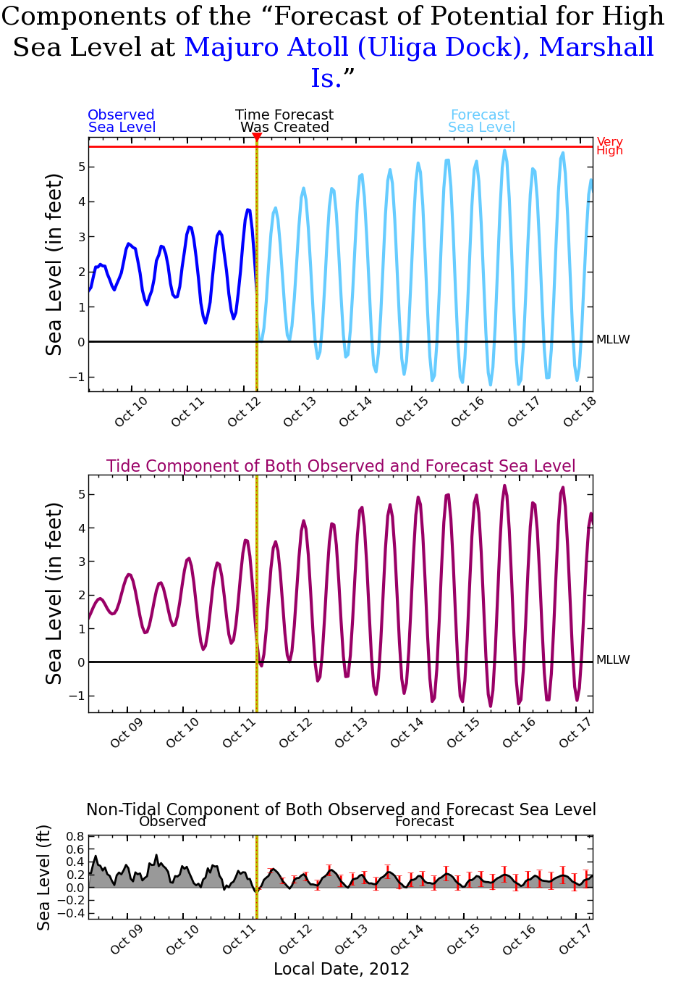 Components of the “Forecast of Potential for High
Sea Level at Majuro Atoll (Uliga Dock), Marshall
Is.”
Observed
Sea Level
Time Forecast
Was Created
Forecast
Sea Level
Very
High
Sea Level (in feet)
5
4
3
2
1
0
−1
MLLW
Oct 10
Oct 11
Oct 12
Oct 13
Oct 14
Oct 15
Oct 16
Oct 17
Oct 18
Tide Component of Both Observed and Forecast Sea Level
Sea Level (in feet)
5
4
3
2
1
0
−1
MLLW
Oct 09
Oct 10
Oct 11
Oct 12
Oct 13
Oct 14
Oct 15
Oct 16
Oct 17
Non-Tidal Component of Both Observed and Forecast Sea Level
Observed
Forecast
Sea Level (ft)
0.8
0.6
0.4
0.2
0.0
−0.2
−0.4
Oct 09
Oct 10
Oct 11
Oct 12
Oct 13
Oct 14
Oct 15
Oct 16
Oct 17
Local Date, 2012